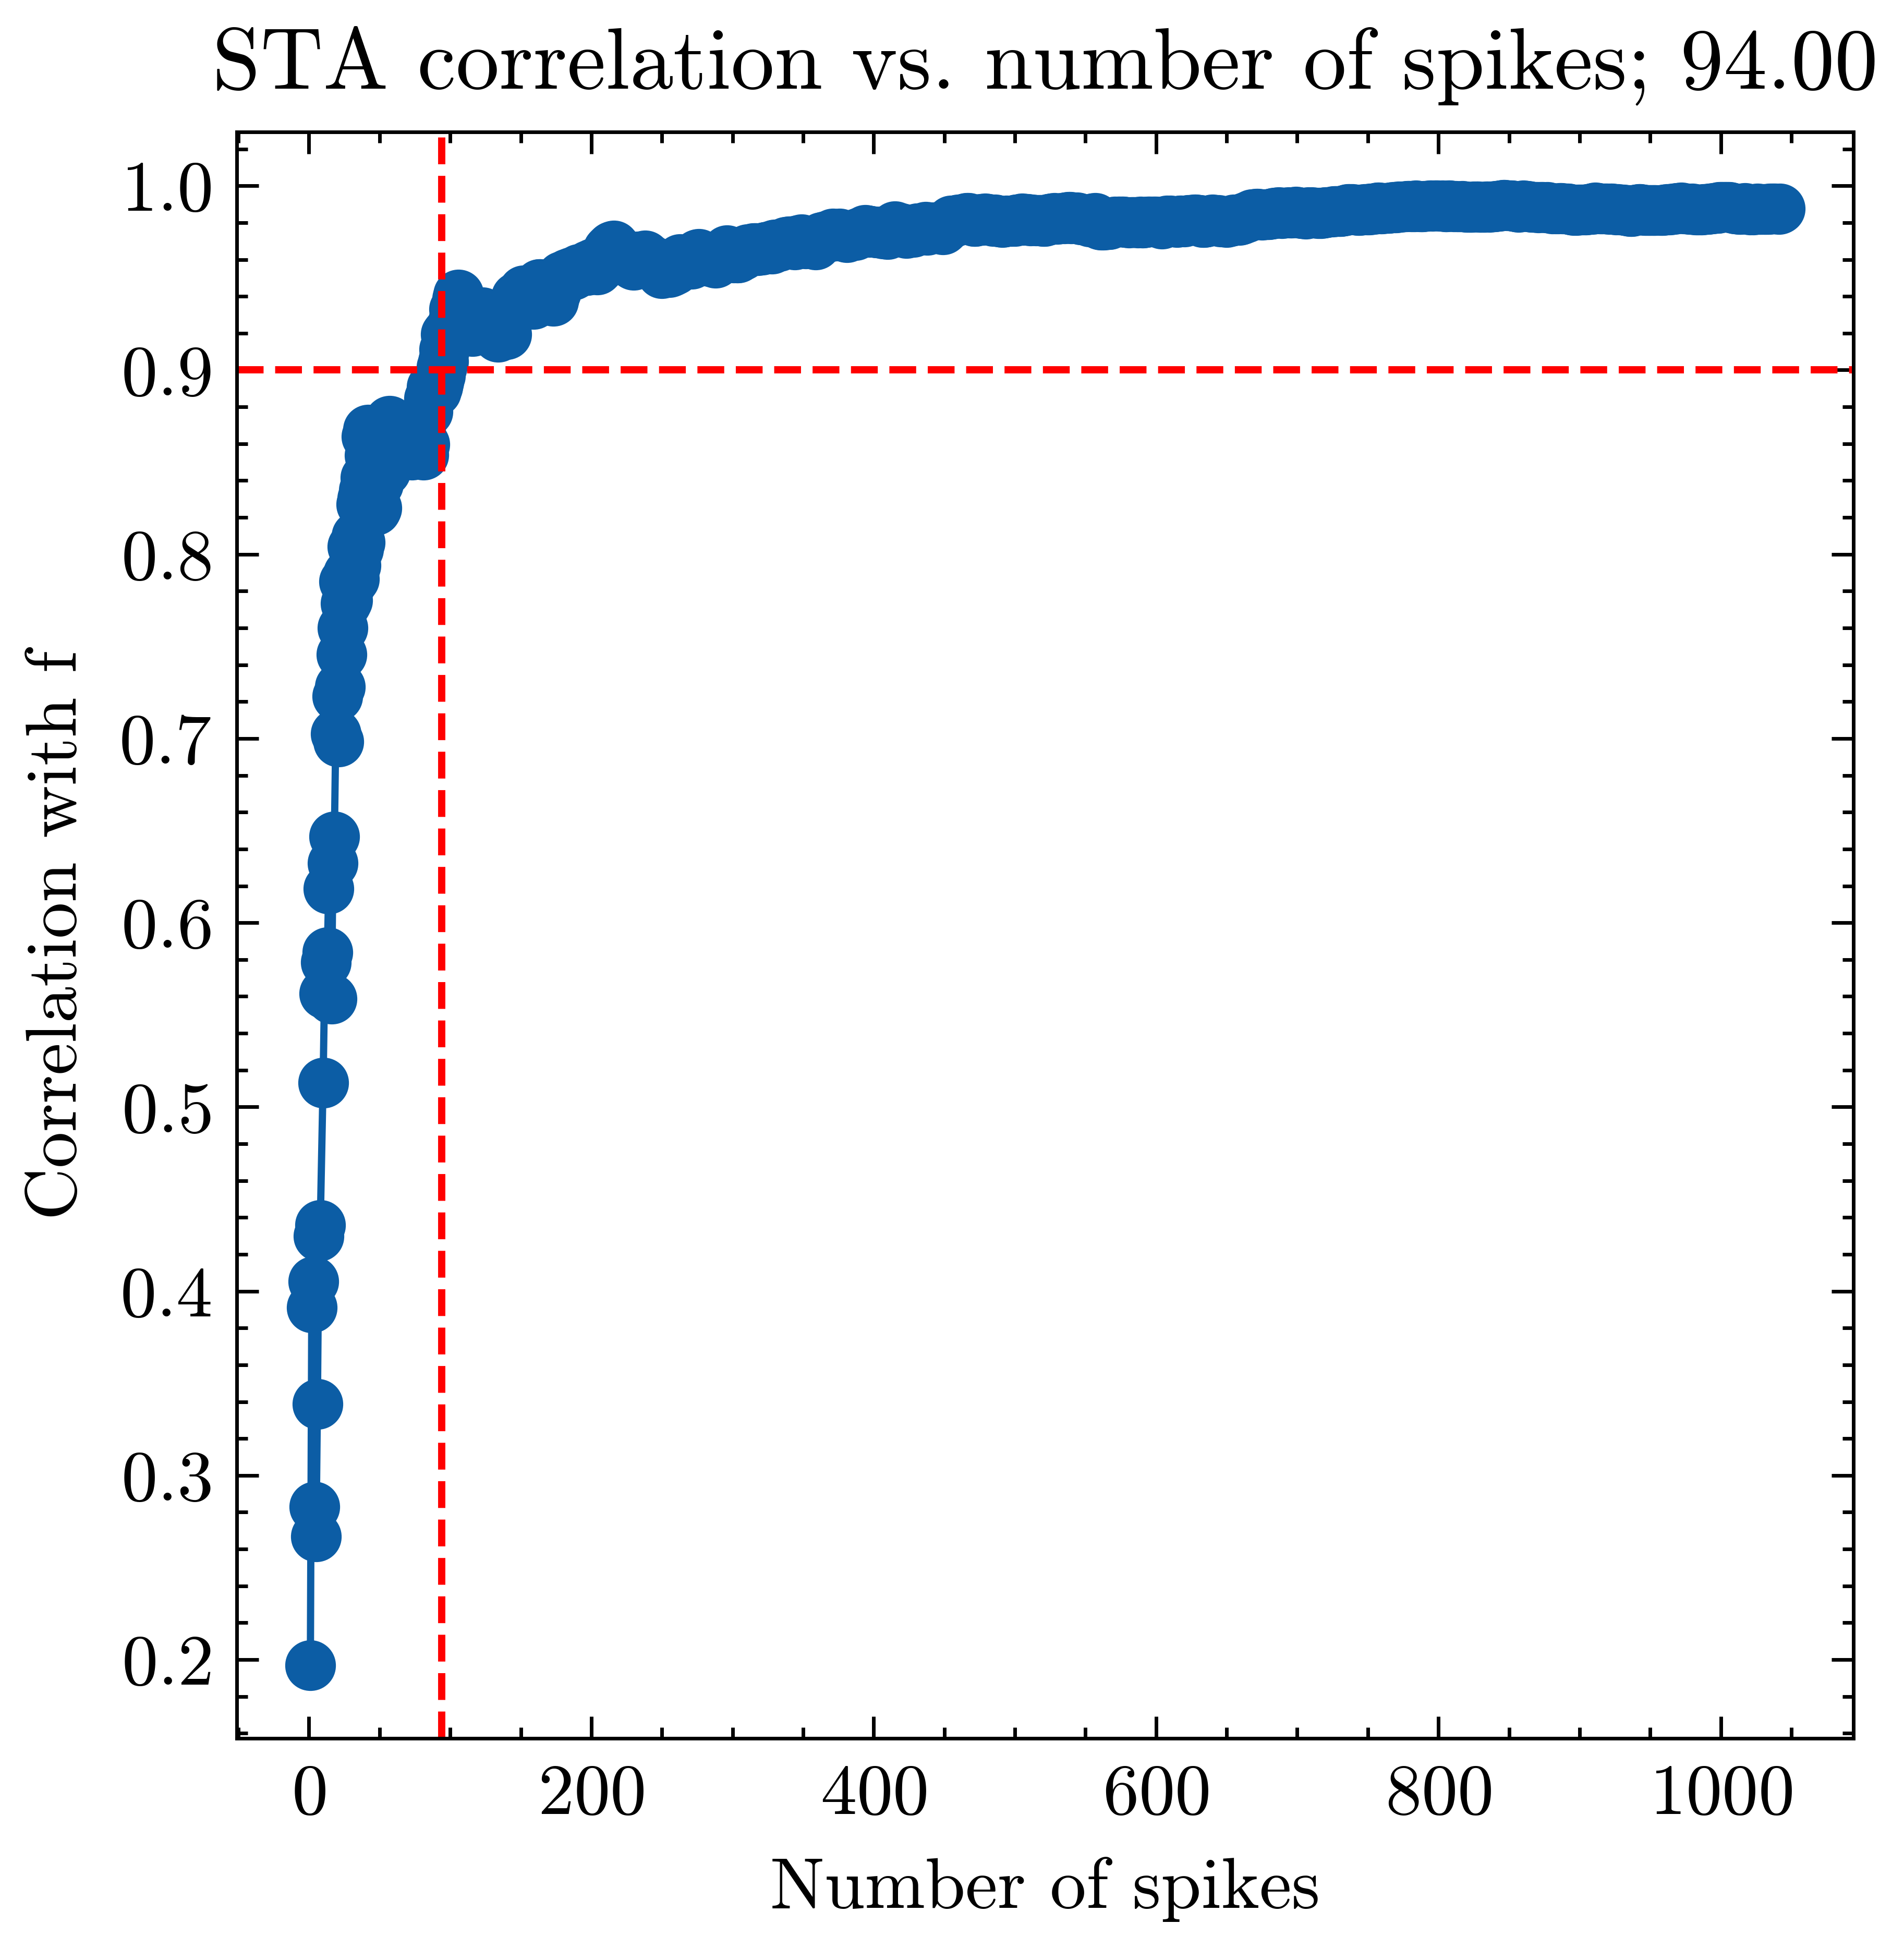 STA correlation vs. number of spikes; 94.00
1.0
0.9
0.8
0.7
0.6
0.5
0.4
0.3
0.2
Correlation with f
0 200 400 600 800 1000
Number of spikes